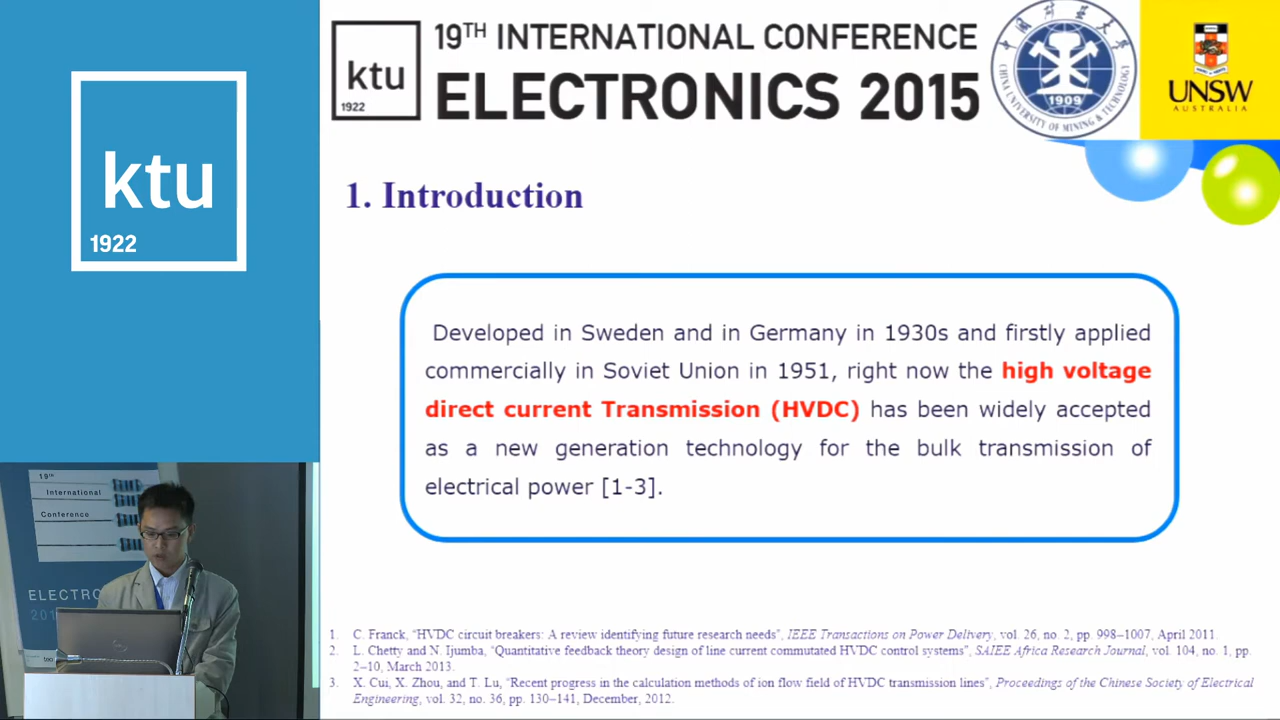 ktu
1922
ktu
1922
19TH INTERNATIONAL CONFERENCE
ELECTRONICS 2015
CHINA UNIVERSITY OF MINING & TECHNOLOGY
1909
UNSW
AUSTRALIA
1. Introduction
Developed in Sweden and in Germany in 1930s and firstly applied
commercially in Soviet Union in 1951, right now the high voltage
direct current Transmission (HVDC) has been widely accepted
as a new generation technology for the bulk transmission of
electrical power [1-3].
19th
International
Conference
ELECTRO
201
1. C. Franck, “HVDC circuit breakers: A review identifying future research needs”, IEEE Transactions on Power Delivery, vol. 26, no. 2, pp. 998–1007, April 2011.
2. L. Chetty and N. Ijumba, “Quantitative feedback theory design of line current commutated HVDC control systems”, SAIEE Africa Research Journal, vol. 104, no. 1, pp.
2–10, March 2013.
3. X. Cui, X. Zhou, and T. Lu, “Recent progress in the calculation methods of ion flow field of HVDC transmission lines”, Proceedings of the Chinese Society of Electrical
Engineering, vol. 32, no. 36, pp. 130–141, December, 2012.